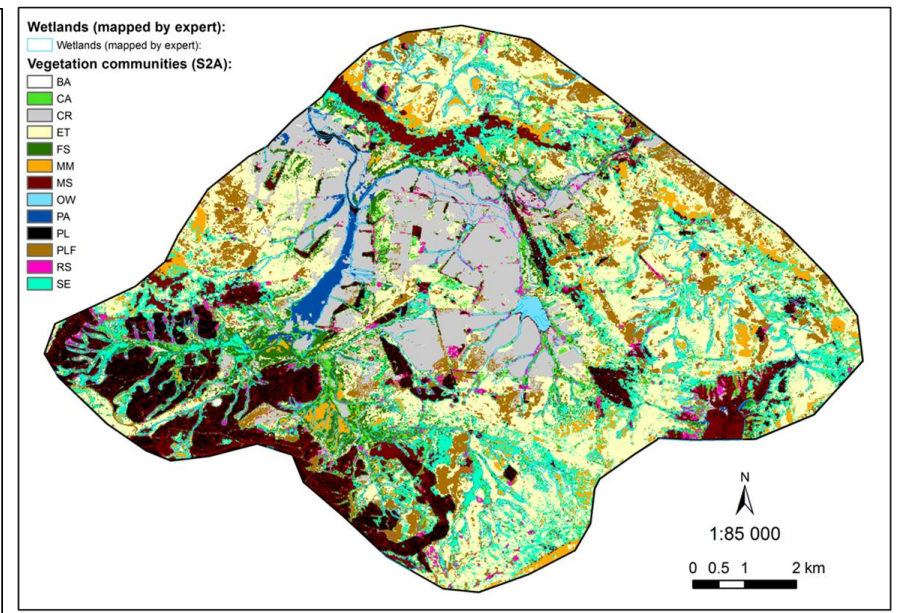 Wetlands (mapped by expert):
Wetlands (mapped by expert):
Vegetation communities (S2A):
BA
CA
CR
ET
FS
MM
MS
OW
PA
PL
PLF
RS
SE
N
1:85 000
0 0.5 1 2 km